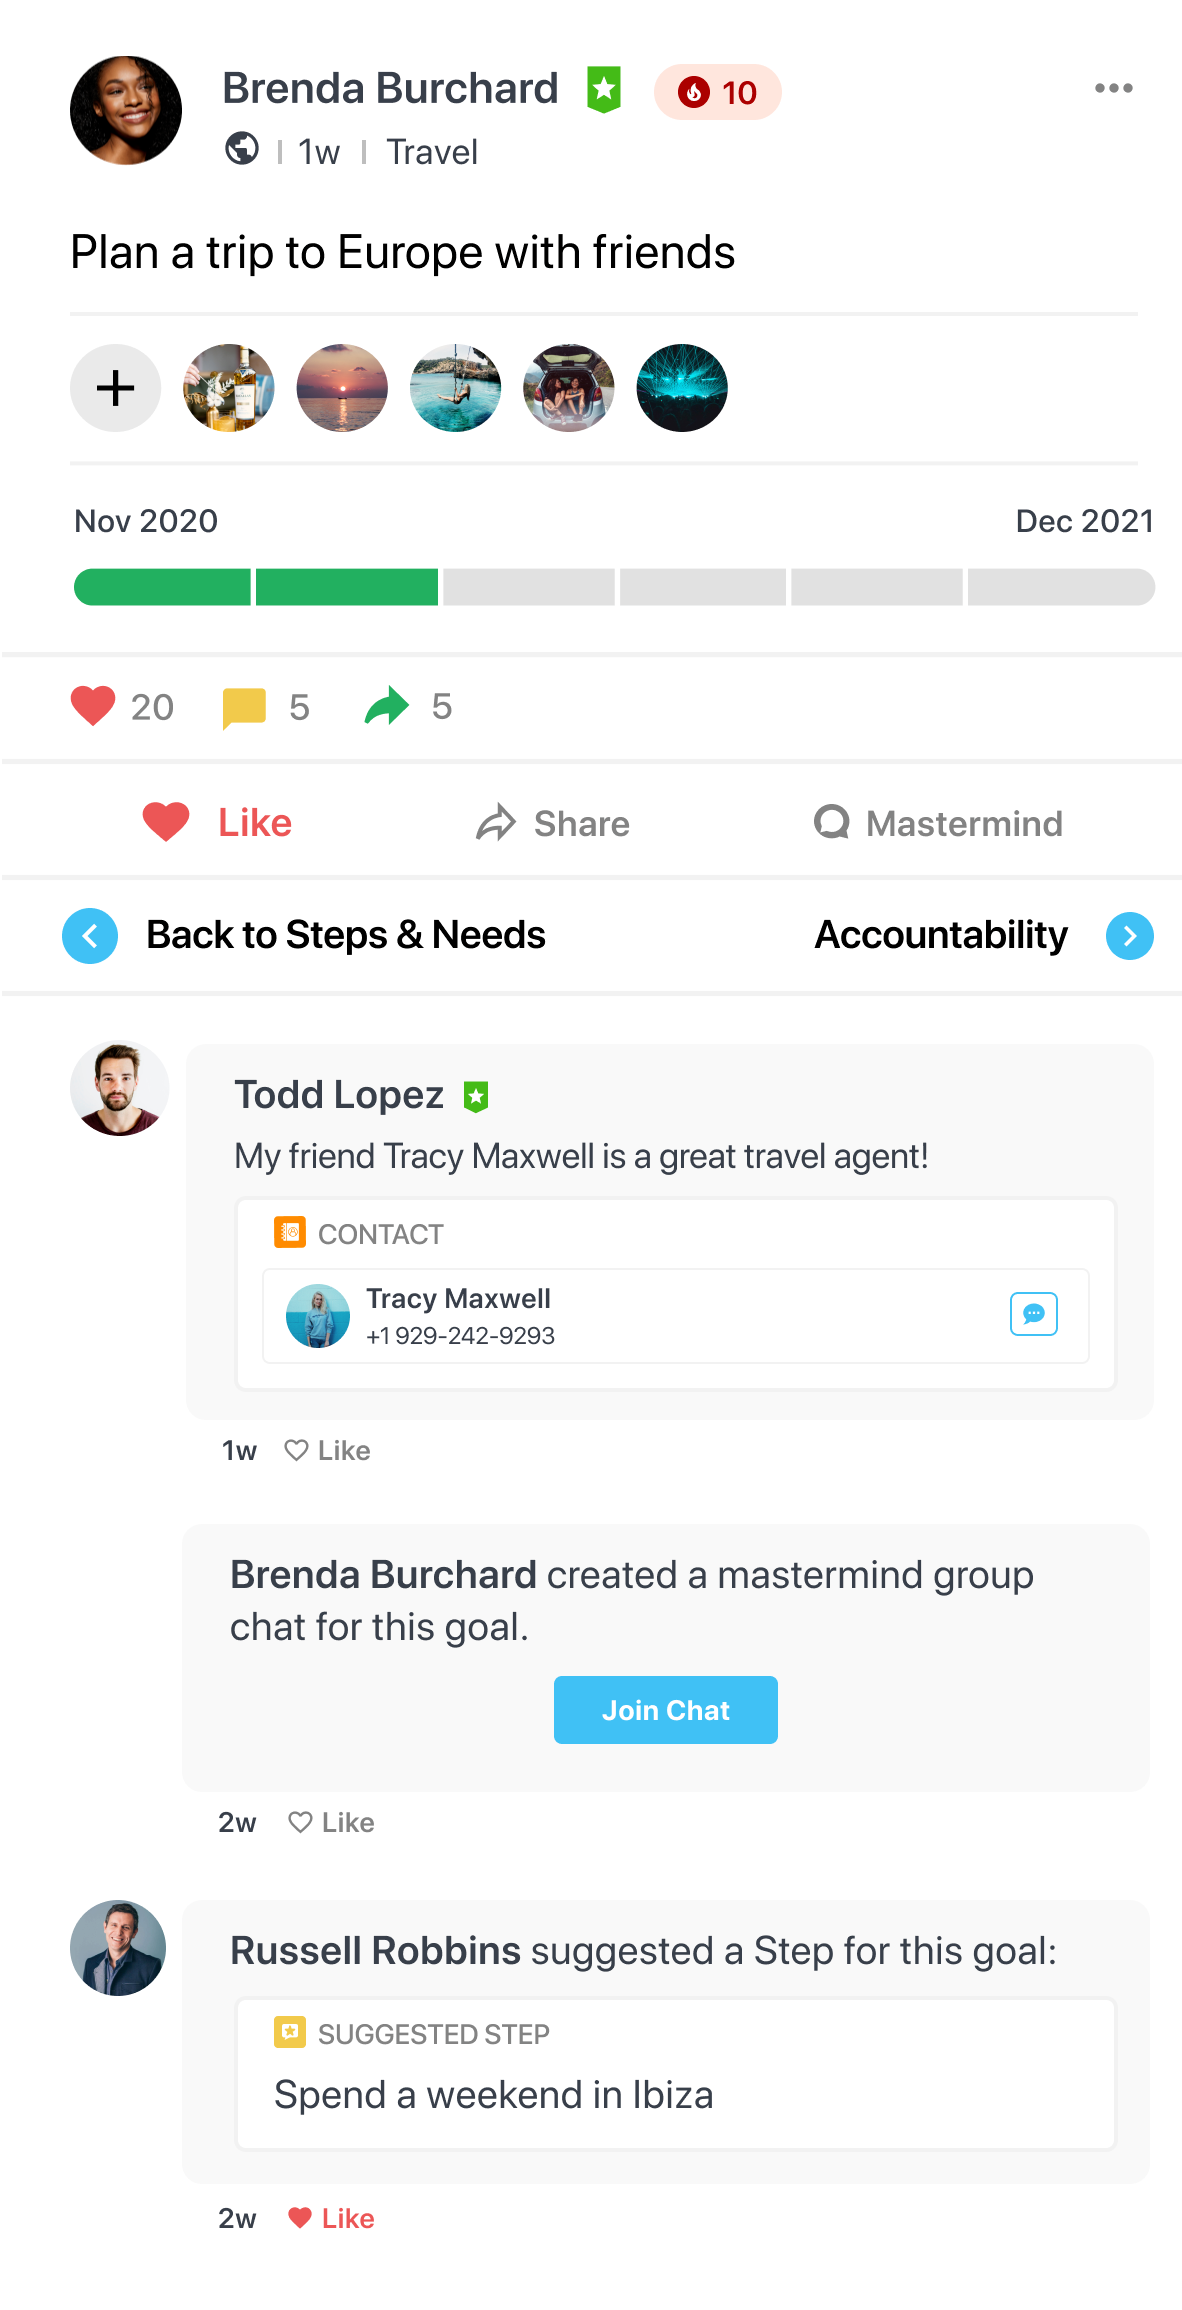 Brenda Burchard
10
1w | Travel
Plan a trip to Europe with friends
Nov 2020
Dec 2021
20
5
5
Like
Share
Mastermind
Back to Steps & Needs
Accountability
Todd Lopez
My friend Tracy Maxwell is a great travel agent!
CONTACT
Tracy Maxwell
+1 929-242-9293
1w
Like
Brenda Burchard created a mastermind group
chat for this goal.
Join Chat
2w
Like
Russell Robbins suggested a Step for this goal:
SUGGESTED STEP
Spend a weekend in Ibiza
2w
Like